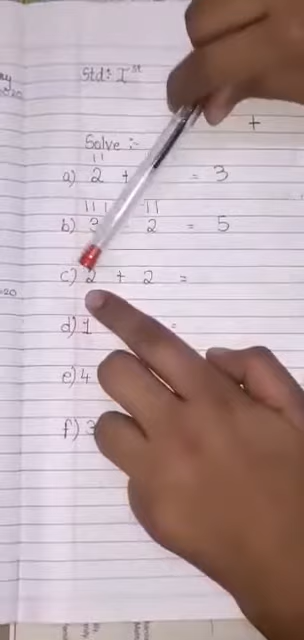 Std:- Ist
+
Solve :-
a) 2 + = 3
b) 3 2 = 5
c) 2 + 2 =
d) 1 =
e) 4
f) 3